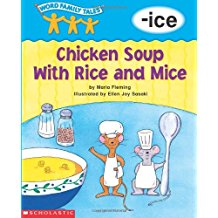 WORD FAMILY TALES
-ice
Chicken Soup
With Rice and Mice
by Maria Fleming
Illustrated by Ellen Joy Sasaki
SCHOLASTIC